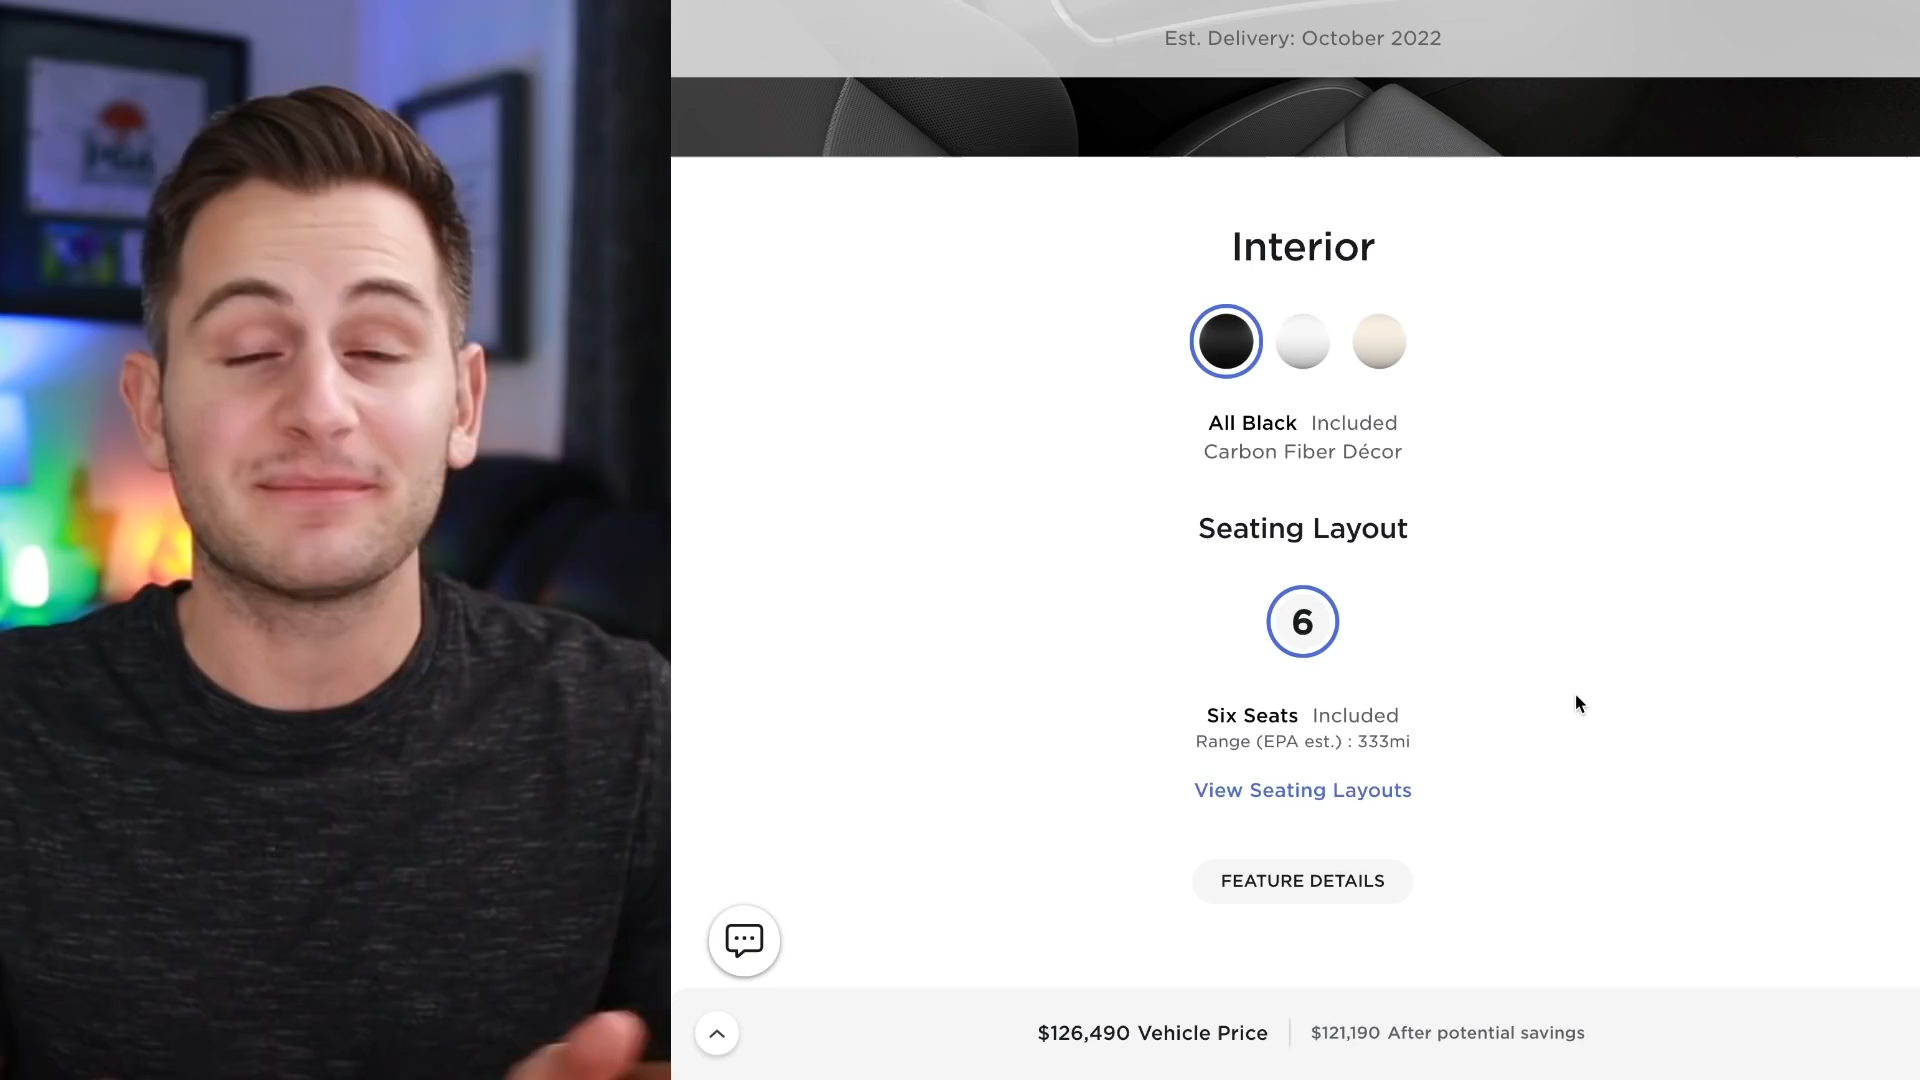 PGA
Est. Delivery: October 2022
Interior
All Black Included
Carbon Fiber Décor
Seating Layout
6
Six Seats Included
Range (EPA est.) : 333mi
View Seating Layouts
FEATURE DETAILS
$126,490 Vehicle Price
$121,190 After potential savings